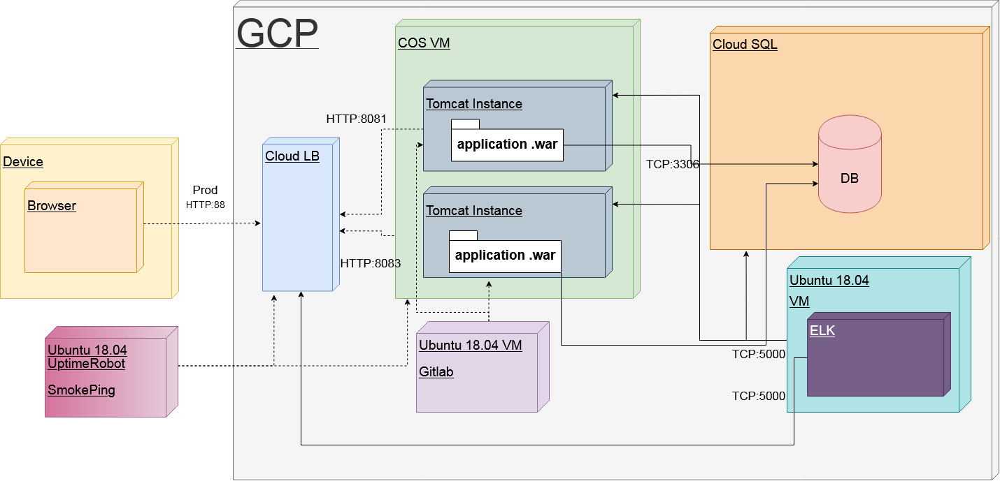 GCP
COS VM
Cloud SQL
Tomcat Instance
application .war
HTTP:8081
Cloud LB
Device
Browser
Prod
HTTP:88
TCP:3306
DB
Tomcat Instance
application .war
HTTP:8083
Ubuntu 18.04
VM
ELK
TCP:5000
TCP:5000
Ubuntu 18.04
UptimeRobot
SmokePing
Ubuntu 18.04 VM
Gitlab